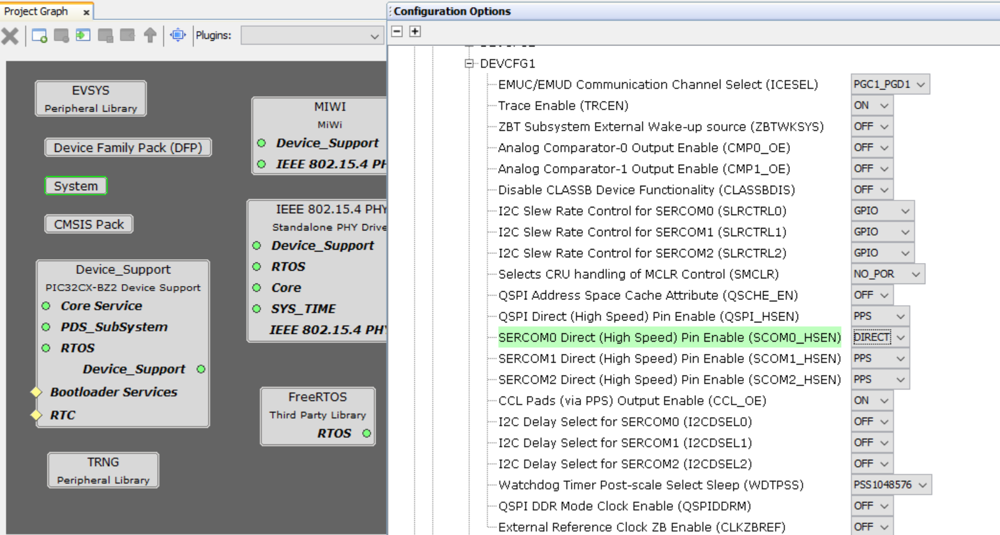 Project Graph
Plugins:
EVSYS
Peripheral Library
Device Family Pack (DFP)
System
CMSIS Pack
Device_Support
PIC32CX-BZ2 Device Support
Core Service
PDS_SubSystem
RTOS
Device_Support
Bootloader Services
RTC
TRNG
Peripheral Library
MIWI
MiWi
Device_Support
IEEE 802.15.4 PH
IEEE 802.15.4 PHY
Standalone PHY Drive
Device_Support
RTOS
Core
SYS_TIME
IEEE 802.15.4 PHY
FreeRTOS
Third Party Library
RTOS
Configuration Options
DEVCFG1
EMUC/EMUD Communication Channel Select (ICESEL) PGC1_PGD1
Trace Enable (TRCEN) ON
ZBT Subsystem External Wake-up source (ZBTWKSYS) OFF
Analog Comparator-0 Output Enable (CMP0_OE) OFF
Analog Comparator-1 Output Enable (CMP1_OE) OFF
Disable CLASSB Device Functionality (CLASSBDIS) OFF
I2C Slew Rate Control for SERCOM0 (SLRCTRL0) GPIO
I2C Slew Rate Control for SERCOM1 (SLRCTRL1) GPIO
I2C Slew Rate Control for SERCOM2 (SLRCTRL2) GPIO
Selects CRU handling of MCLR Control (SMCLR) NO_POR
QSPI Address Space Cache Attribute (QSCHE_EN) OFF
QSPI Direct (High Speed) Pin Enable (QSPI_HSEN) PPS
SERCOM0 Direct (High Speed) Pin Enable (SCOM0_HSEN) DIRECT
SERCOM1 Direct (High Speed) Pin Enable (SCOM1_HSEN) PPS
SERCOM2 Direct (High Speed) Pin Enable (SCOM2_HSEN) PPS
CCL Pads (via PPS) Output Enable (CCL_OE) ON
I2C Delay Select for SERCOM0 (I2CDSEL0) OFF
I2C Delay Select for SERCOM1 (I2CDSEL1) OFF
I2C Delay Select for SERCOM2 (I2CDSEL2) OFF
Watchdog Timer Post-scale Select Sleep (WDTPSS) PSS1048576
QSPI DDR Mode Clock Enable (QSPIDDRM) OFF
External Reference Clock ZB Enable (CLKZBREF) OFF